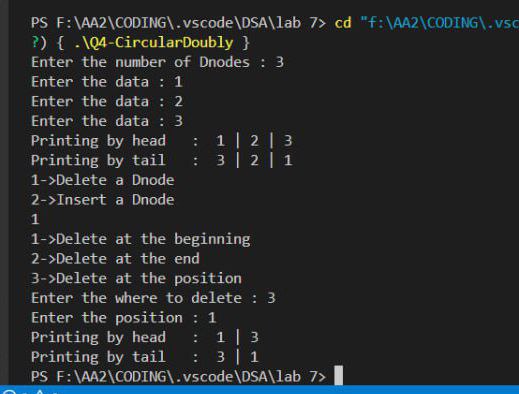 PS F:\AA2\CODING\.vscode\DSA\lab 7> cd "f:\AA2\CODING\.vsc
?) { .\Q4-CircularDoubly }
Enter the number of Dnodes : 3
Enter the data : 1
Enter the data : 2
Enter the data : 3
Printing by head   :  1 | 2 | 3
Printing by tail   :  3 | 2 | 1
1->Delete a Dnode
2->Insert a Dnode
1
1->Delete at the beginning
2->Delete at the end
3->Delete at the position
Enter the where to delete : 3
Enter the position : 1
Printing by head   :  1 | 3
Printing by tail   :  3 | 1
PS F:\AA2\CODING\.vscode\DSA\lab 7>